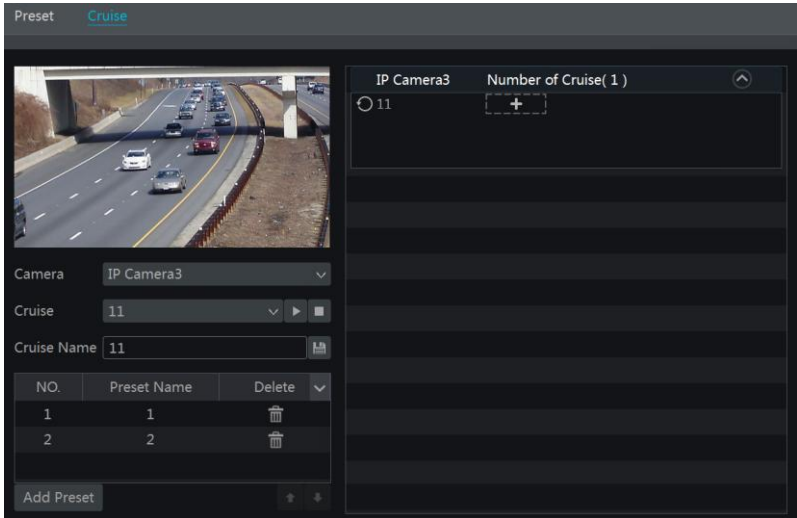 Preset Cruise
IP Camera3 Number of Cruise( 1 )
11
Camera IP Camera3
Cruise 11
Cruise Name 11
NO. Preset Name Delete
1 1
2 2
Add Preset